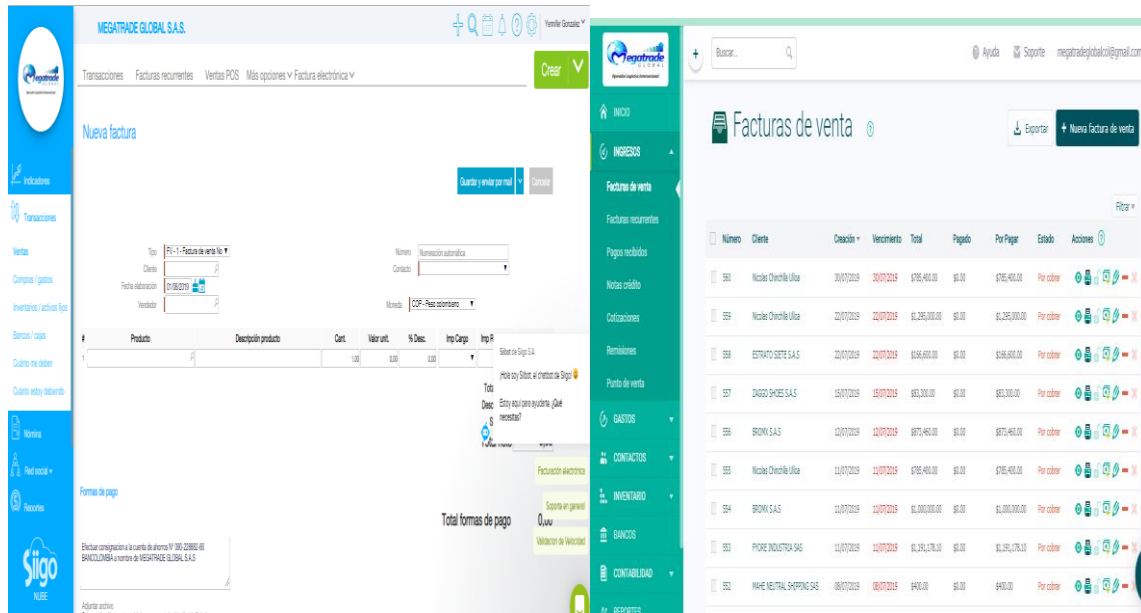 MEGATRADE GLOBAL S.A.S.
Yennifer Gonzalez
Megatrade
Transacciones Facturas recurrentes Ventas POS Más opciones Factura electrónica
Crear
Nueva factura
Guardar y enviar por mail Cancelar
Indicadores
Transacciones
Ventas
Compras / gastos
Inventarios / activos fijos
Bancos / cajas
Cuánto me deben
Cuánto estoy debiendo
Nómina
Red social
Reportes
Siigo
NUBE
Tipo FV - 1 - Factura de venta No
Número Numeración automática
Cliente
Contacto
Fecha elaboración 01/08/2019
Vendedor
Moneda COP - Peso colombiano
# Producto Descripción producto Cant. Valor unit. % Desc. Imp Cargo Imp R
1 1,00 0,00 0,00
Siibot de Siigo S.A
¡Hola soy Siibot, el chatbot de Siigo!
Estoy aquí para ayudarte. ¿Qué
necesitas?
Facturación electrónica
Soporte en general
Validacion de Velocidad
Formas de pago
Total formas de pago 0,00
BANCOLOMBIA a nombre de MEGATRADE GLOBAL S.A.S
Adjuntar archivo
Megatrade
GLOBAL
+ Buscar...
Ayuda Soporte megatradeglobalcol@gmail.com
INICIO
INGRESOS
Facturas de venta
Facturas recurrentes
Pagos recibidos
Notas crédito
Cotizaciones
Remisiones
Punto de venta
GASTOS
CONTACTOS
INVENTARIO
BANCOS
CONTABILIDAD
REPORTES
Facturas de venta
Exportar + Nueva factura de venta
Filtrar
Número Cliente Creación Vencimiento Total Pagado Por Pagar Estado Acciones
560 Nicolas Chinchilla Ulloa 30/07/2019 30/07/2019 $785,400.00 $0.00 $785,400.00 Por cobrar
559 Nicolas Chinchilla Ulloa 22/07/2019 22/07/2019 $1,295,000.00 $0.00 $1,295,000.00 Por cobrar
558 ESTRATO SIETE S.A.S 22/07/2019 22/07/2019 $166,600.00 $0.00 $166,600.00 Por cobrar
557 ZAGGO SHOES S.A.S 15/07/2019 15/07/2019 $83,300.00 $0.00 $83,300.00 Por cobrar
556 BROMX S.A.S 12/07/2019 12/07/2019 $873,460.00 $0.00 $873,460.00 Por cobrar
555 Nicolas Chinchilla Ulloa 11/07/2019 11/07/2019 $785,400.00 $0.00 $785,400.00 Por cobrar
554 BROMX S.A.S 11/07/2019 11/07/2019 $1,000,000.00 $0.00 $1,000,000.00 Por cobrar
553 FYORE INDUSTRIA SAS 11/07/2019 11/07/2019 $1,191,178.10 $0.00 $1,191,178.10 Por cobrar
552 MAHE NEUTRAL SHIPPING SAS 08/07/2019 08/07/2019 $400.00 $0.00 $400.00 Por cobrar